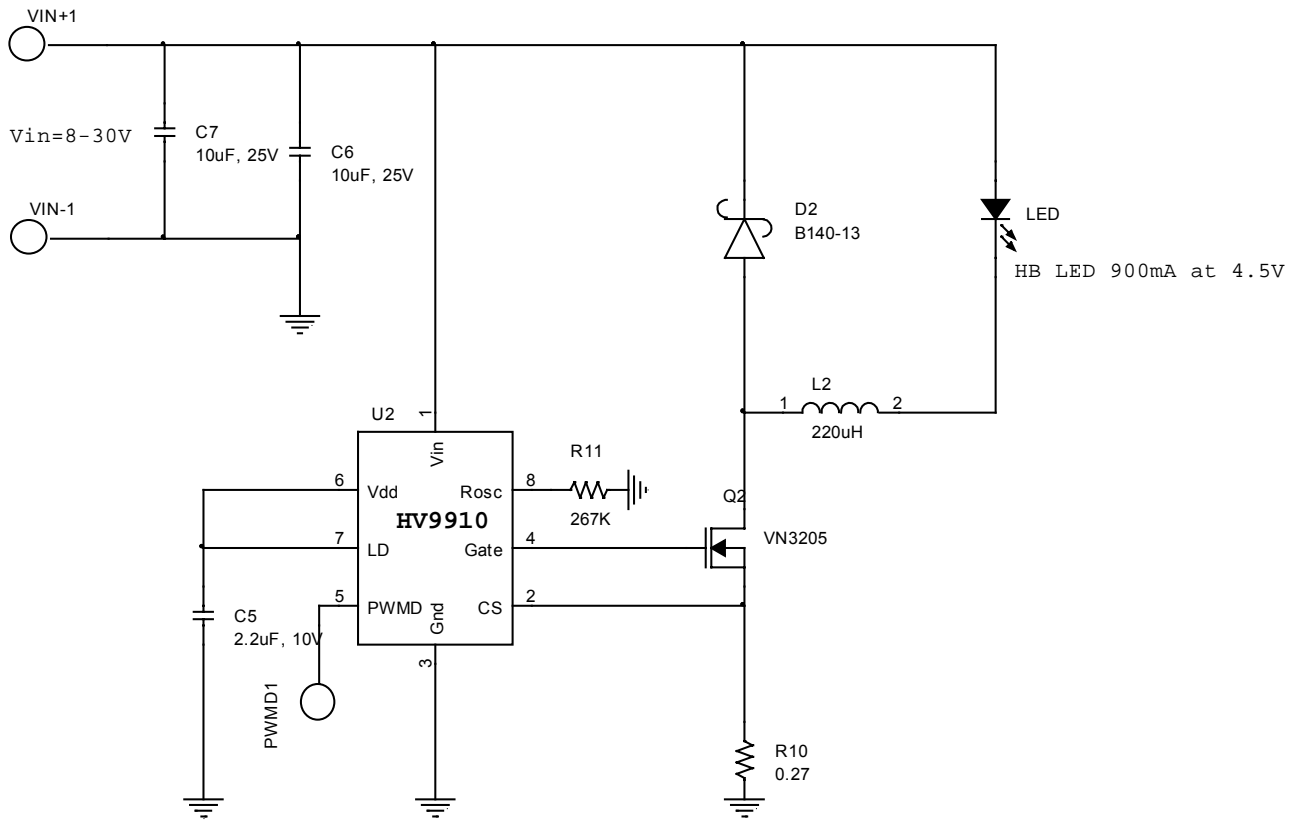 VIN+1
Vin=8-30V
C7
10uF, 25V
C6
10uF, 25V
VIN-1
D2
B140-13
LED
HB LED 900mA at 4.5V
L2
1
2
220uH
U2
1
Vin
R11
6
Vdd
Rosc
8
267K
HV9910
Q2
7
LD
Gate
4
VN3205
5
PWMD
Gnd
CS
2
C5
2.2uF, 10V
3
PWMD1
R10
0.27